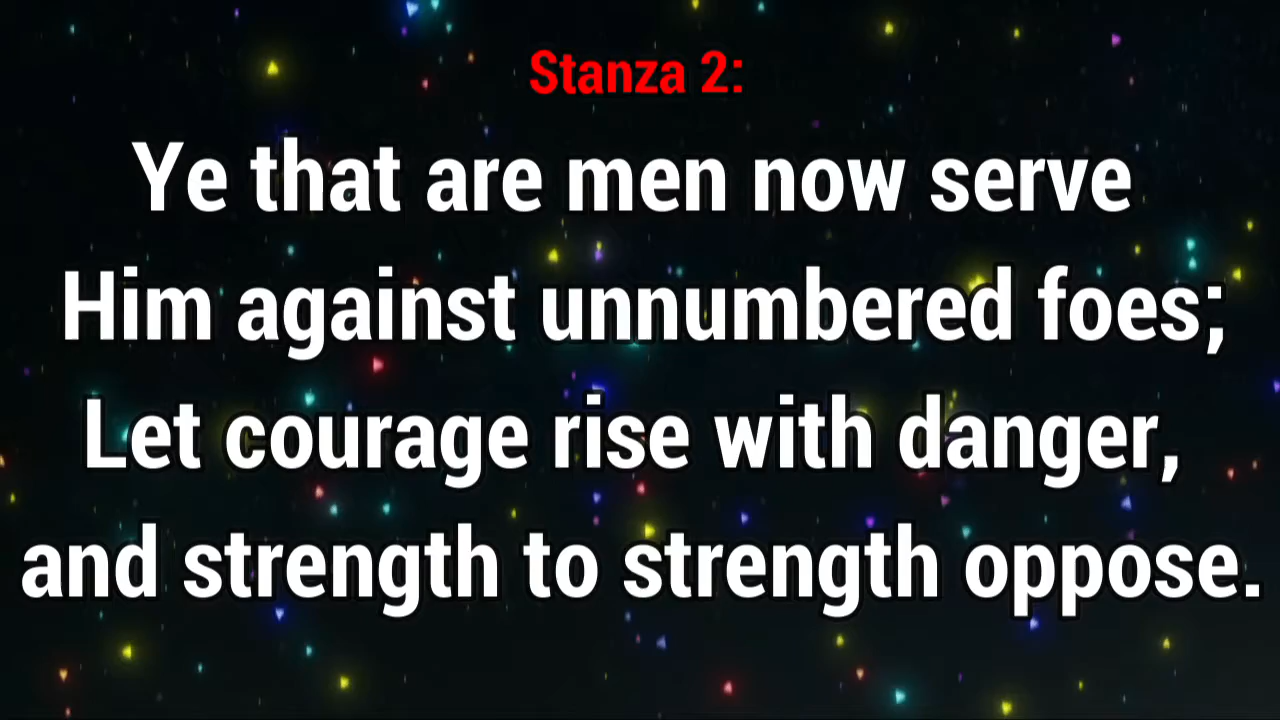 Stanza 2:
Ye that are men now serve
Him against unnumbered foes;
Let courage rise with danger,
and strength to strength oppose.